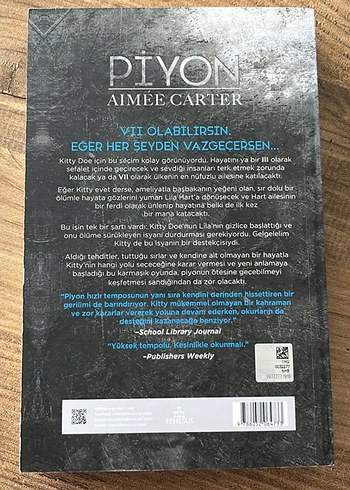 PİYON
AIMÉE CARTER
VII OLABİLİRSİN.
EĞER HER ŞEYDEN VAZGEÇERSEN...
Kitty Doe için bu seçim kolay görünüyordu. Hayatını ya bir III olarak
sefalet içinde geçirecek ve sevdiği insanları terk etmek zorunda
kalacak ya da VII olarak ülkenin en nüfuzlu ailesine katılacaktı.
Eğer Kitty evet derse, ameliyatla başbakanın yeğeni olan, sır dolu bir
ölümle hayata gözlerini yuman Lila Hart'a dönüşecek ve Hart ailesinin
bir ferdi olarak ünlenip hayatına belki de ilk kez
bir mana katacaktı.
Bu işin tek bir şartı vardı: Kitty Doe'nun Lila'nın gizlice başlattığı ve
onu ölüme sürükleyen isyanı durdurması gerekiyordu. Gelgelelim
Kitty de bu isyanın bir destekçisiydi.
Aldığı tehditler, tuttuğu sırlar ve kendine ait olmayan bir hayatla
Kitty'nin hangi yolu seçeceğine karar vermesi ve yeni anlamaya
başladığı bu karmaşık oyunda, piyonun ötesine geçebilmeyi
keşfetmesi sandığından da zor olacaktı.
"Piyon hızlı temposunun yanı sıra kendini derinden hissettiren bir
gerilimi de barındırıyor. Kitty mükemmel olmayan bir kahraman
ve zor kararlar vererek yoluna devam ederken, okurların da
desteğini kazanacağa benziyor."
–School Library Journal
"Yüksek tempolu. Kesinlikle okunmalı."
–Publishers Weekly
EPHESUS